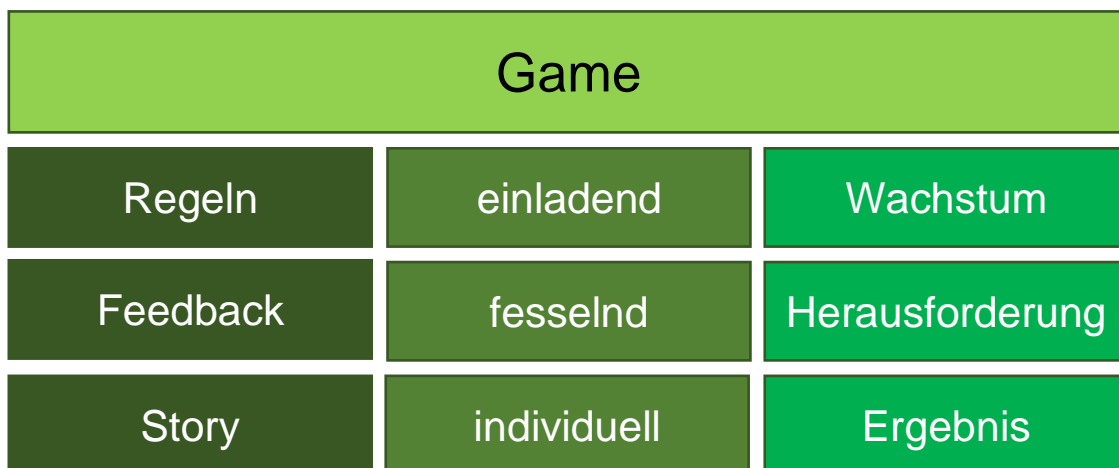 Game
Regeln
einladend
Wachstum
Feedback
fesselnd
Herausforderung
Story
individuell
Ergebnis